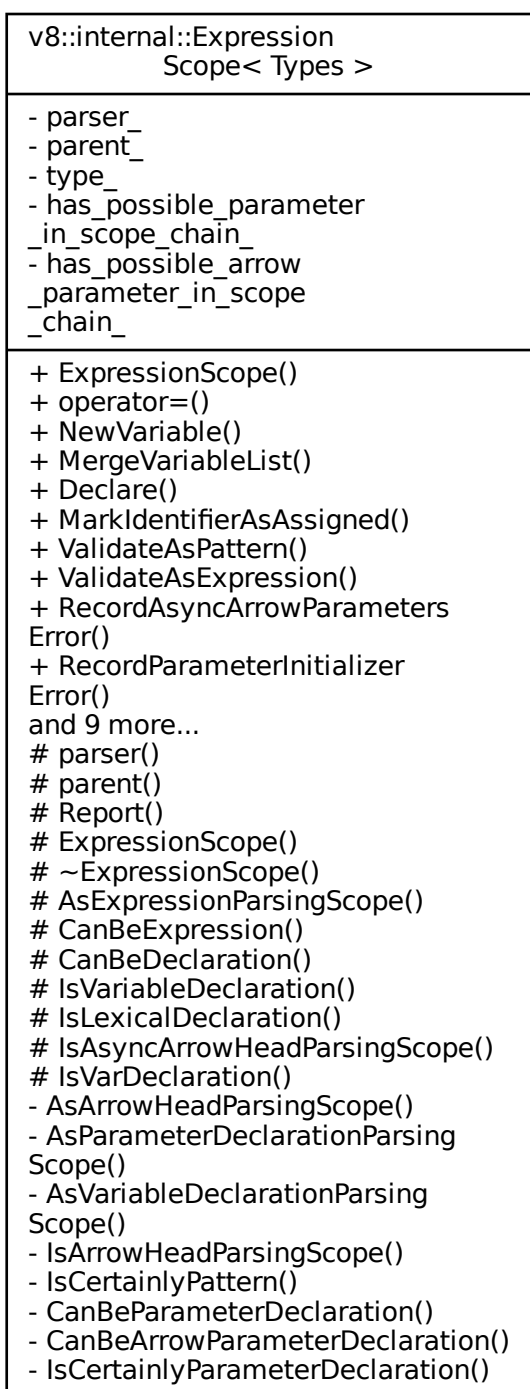 v8::internal::Expression
Scope< Types >
- parser_
- parent_
- type_
- has_possible_parameter
_in_scope_chain_
- has_possible_arrow
_parameter_in_scope
_chain_
+ ExpressionScope()
+ operator=()
+ NewVariable()
+ MergeVariableList()
+ Declare()
+ MarkIdentifierAsAssigned()
+ ValidateAsPattern()
+ ValidateAsExpression()
+ RecordAsyncArrowParameters
Error()
+ RecordParameterInitializer
Error()
and 9 more...
# parser()
# parent()
# Report()
# ExpressionScope()
# ~ExpressionScope()
# AsExpressionParsingScope()
# CanBeExpression()
# CanBeDeclaration()
# IsVariableDeclaration()
# IsLexicalDeclaration()
# IsAsyncArrowHeadParsingScope()
# IsVarDeclaration()
- AsArrowHeadParsingScope()
- AsParameterDeclarationParsing
Scope()
- AsVariableDeclarationParsing
Scope()
- IsArrowHeadParsingScope()
- IsCertainlyPattern()
- CanBeParameterDeclaration()
- CanBeArrowParameterDeclaration()
- IsCertainlyParameterDeclaration()